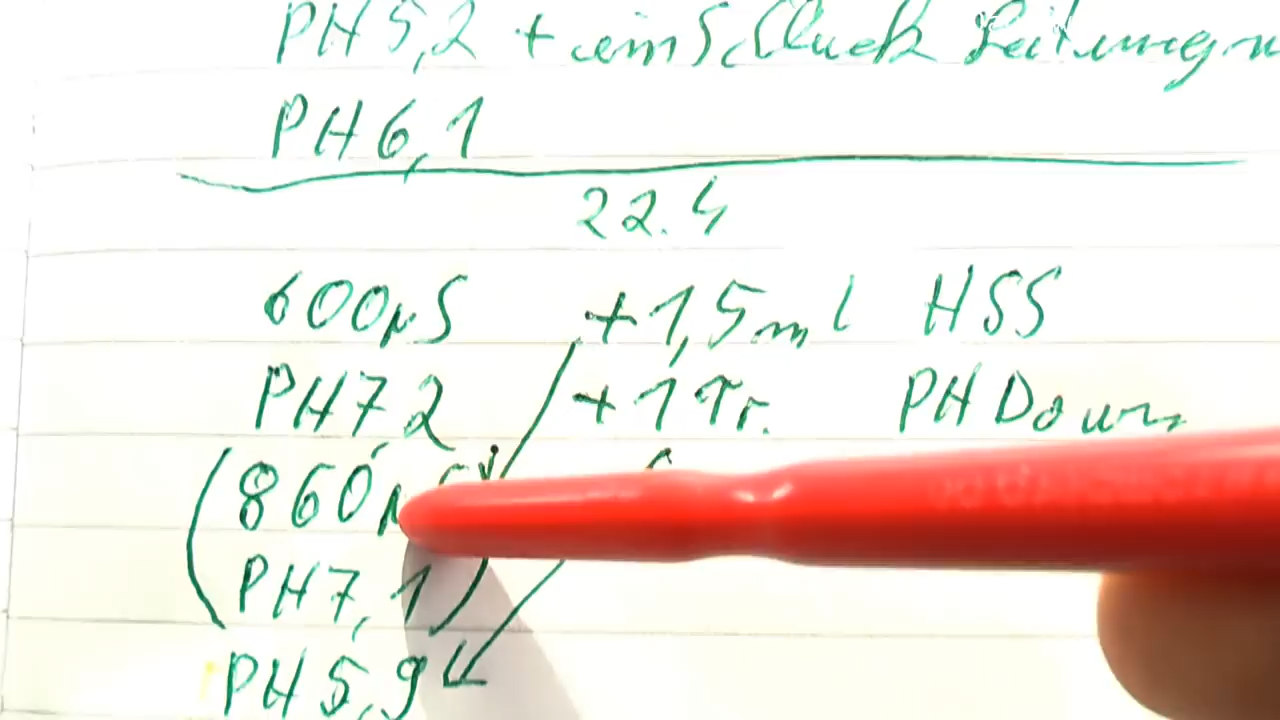 PH 5,2 + ein Schluck Leitungsw
PH 6,1
22.4
600µS +1,5ml HSS
PH 7,2 +1 Tr. PH Down
(860µS
PH 7,1)
PH 5,9